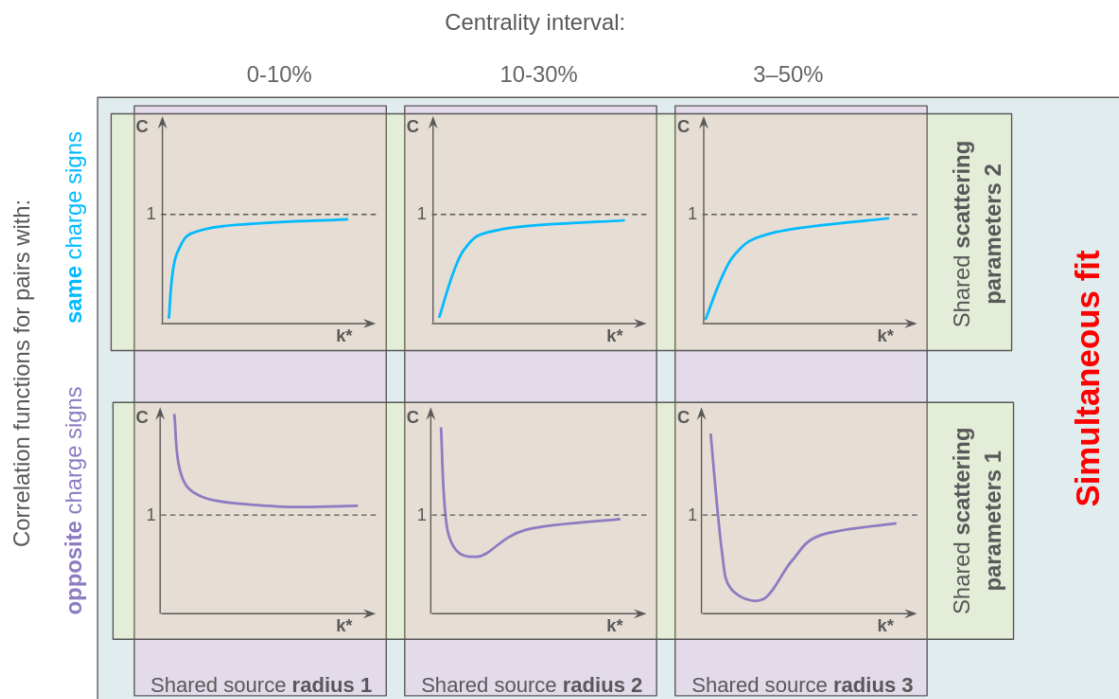 Centrality interval:
0-10%
10-30%
3–50%
Correlation functions for pairs with:
same charge signs
C
1
k*
C
1
k*
C
1
k*
Shared scattering
parameters 2
opposite charge signs
C
1
k*
C
1
k*
C
1
k*
Shared scattering
parameters 1
Simultaneous fit
Shared source radius 1
Shared source radius 2
Shared source radius 3